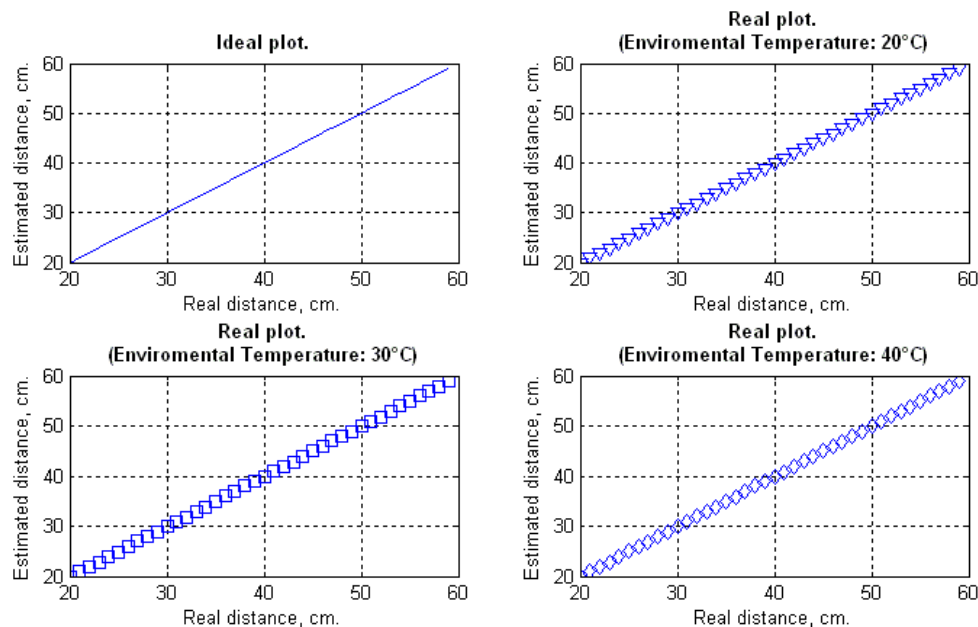 Ideal plot.
Estimated distance, cm.
60
50
40
30
20
20 30 40 50 60
Real distance, cm.
Real plot.
(Enviromental Temperature: 20°C)
Estimated distance, cm.
60
50
40
30
20
20 30 40 50 60
Real distance, cm.
Real plot.
(Enviromental Temperature: 30°C)
Estimated distance, cm.
60
50
40
30
20
20 30 40 50 60
Real distance, cm.
Real plot.
(Enviromental Temperature: 40°C)
Estimated distance, cm.
60
50
40
30
20
20 30 40 50 60
Real distance, cm.